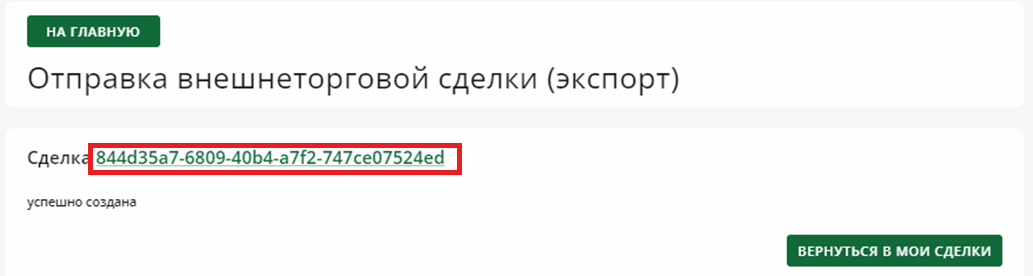 НА ГЛАВНУЮ
Отправка внешнеторговой сделки (экспорт)
Сделка 844d35a7-6809-40b4-a7f2-747ce07524ed
успешно создана
ВЕРНУТЬСЯ В МОИ СДЕЛКИ